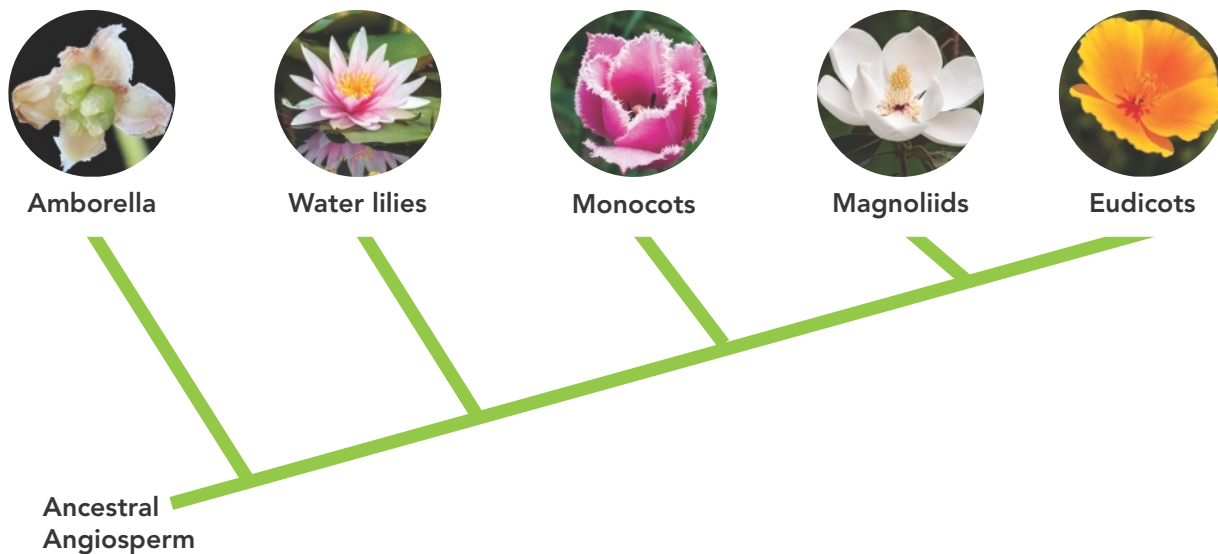 Amborella
Water lilies
Monocots
Magnoliids
Eudicots
Ancestral
Angiosperm